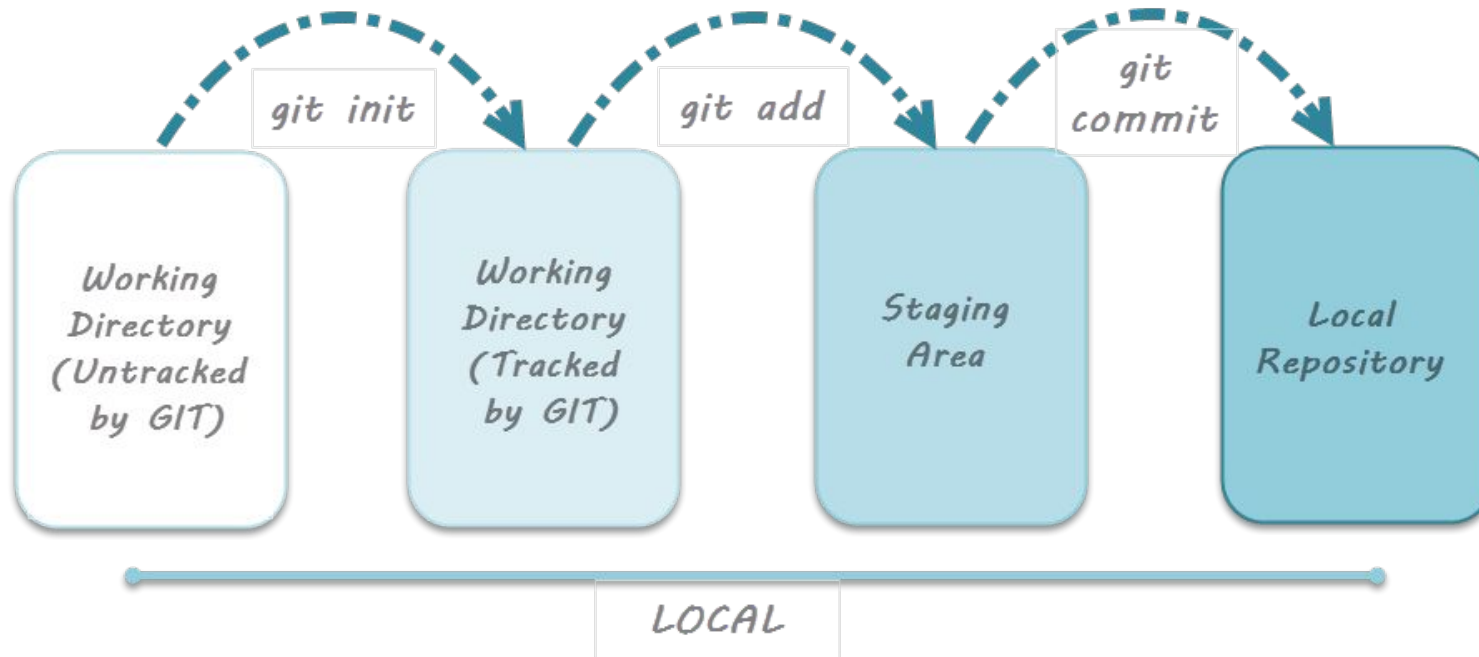 git init
git add
git
commit
Working
Directory
(Untracked
by GIT)
Working
Directory
(Tracked
by GIT)
Staging
Area
Local
Repository
LOCAL